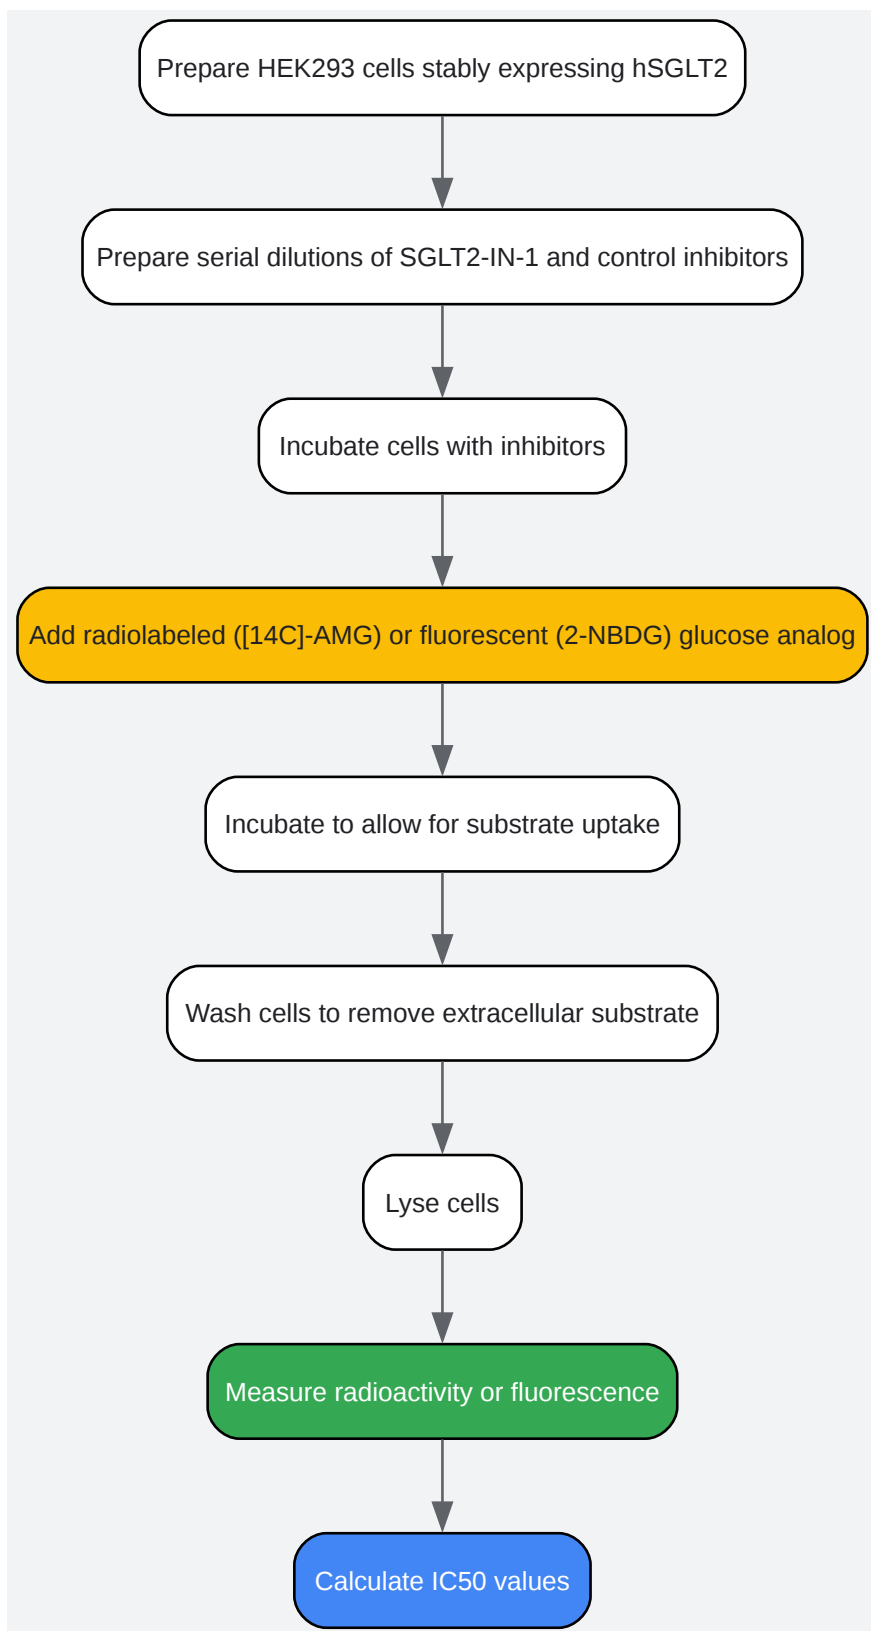 Prepare HEK293 cells stably expressing hSGLT2
Prepare serial dilutions of SGLT2-IN-1 and control inhibitors
Incubate cells with inhibitors
Add radiolabeled ([14C]-AMG) or fluorescent (2-NBDG) glucose analog
Incubate to allow for substrate uptake
Wash cells to remove extracellular substrate
Lyse cells
Measure radioactivity or fluorescence
Calculate IC50 values